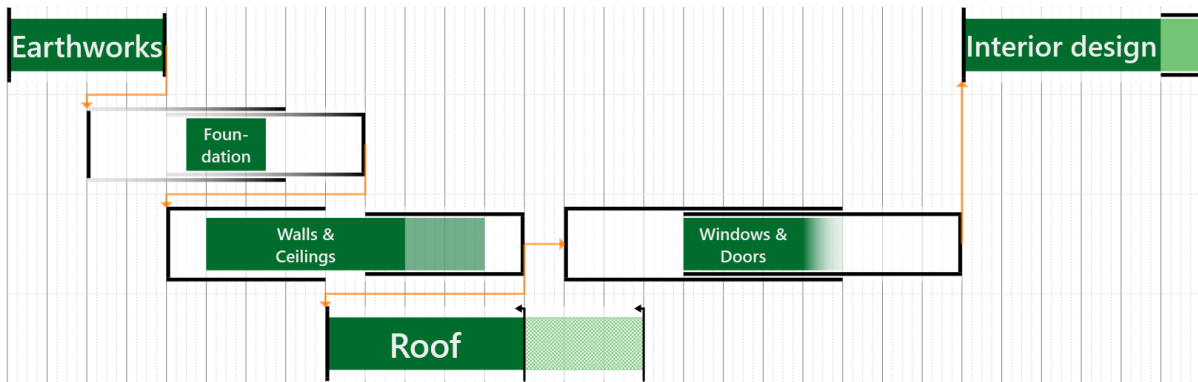 Earthworks
Interior design
Foun-
dation
Walls &
Ceilings
Windows &
Doors
Roof